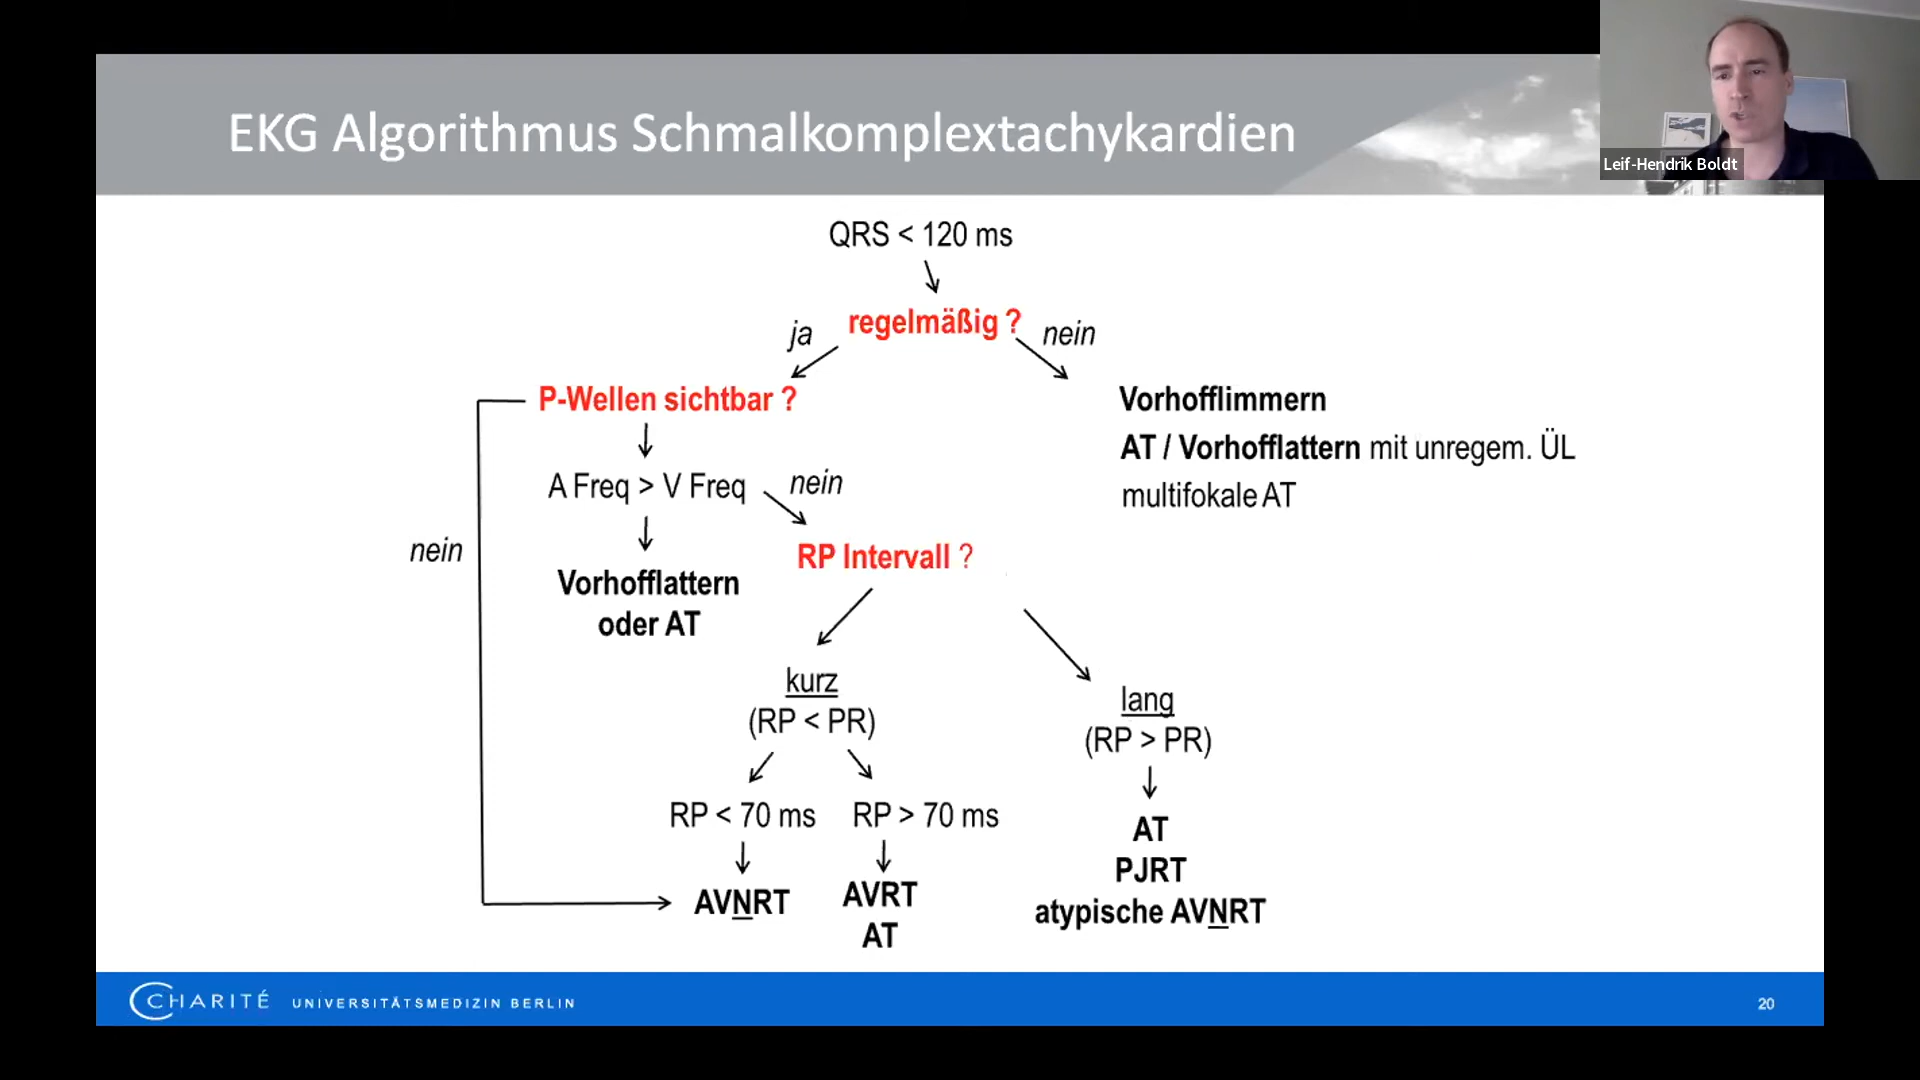 EKG Algorithmus Schmalkomplextachykardien
Leif-Hendrik Boldt
QRS < 120 ms
regelmäßig ?
ja
nein
P-Wellen sichtbar ?
Vorhofflimmern
AT / Vorhofflattern mit unregem. ÜL
multifokale AT
A Freq > V Freq
nein
nein
RP Intervall ?
Vorhofflattern
oder AT
kurz
(RP < PR)
lang
(RP > PR)
RP < 70 ms
RP > 70 ms
AVNRT
AVRT
AT
AT
PJRT
atypische AVNRT
CHARITÉ UNIVERSITÄTSMEDIZIN BERLIN
20